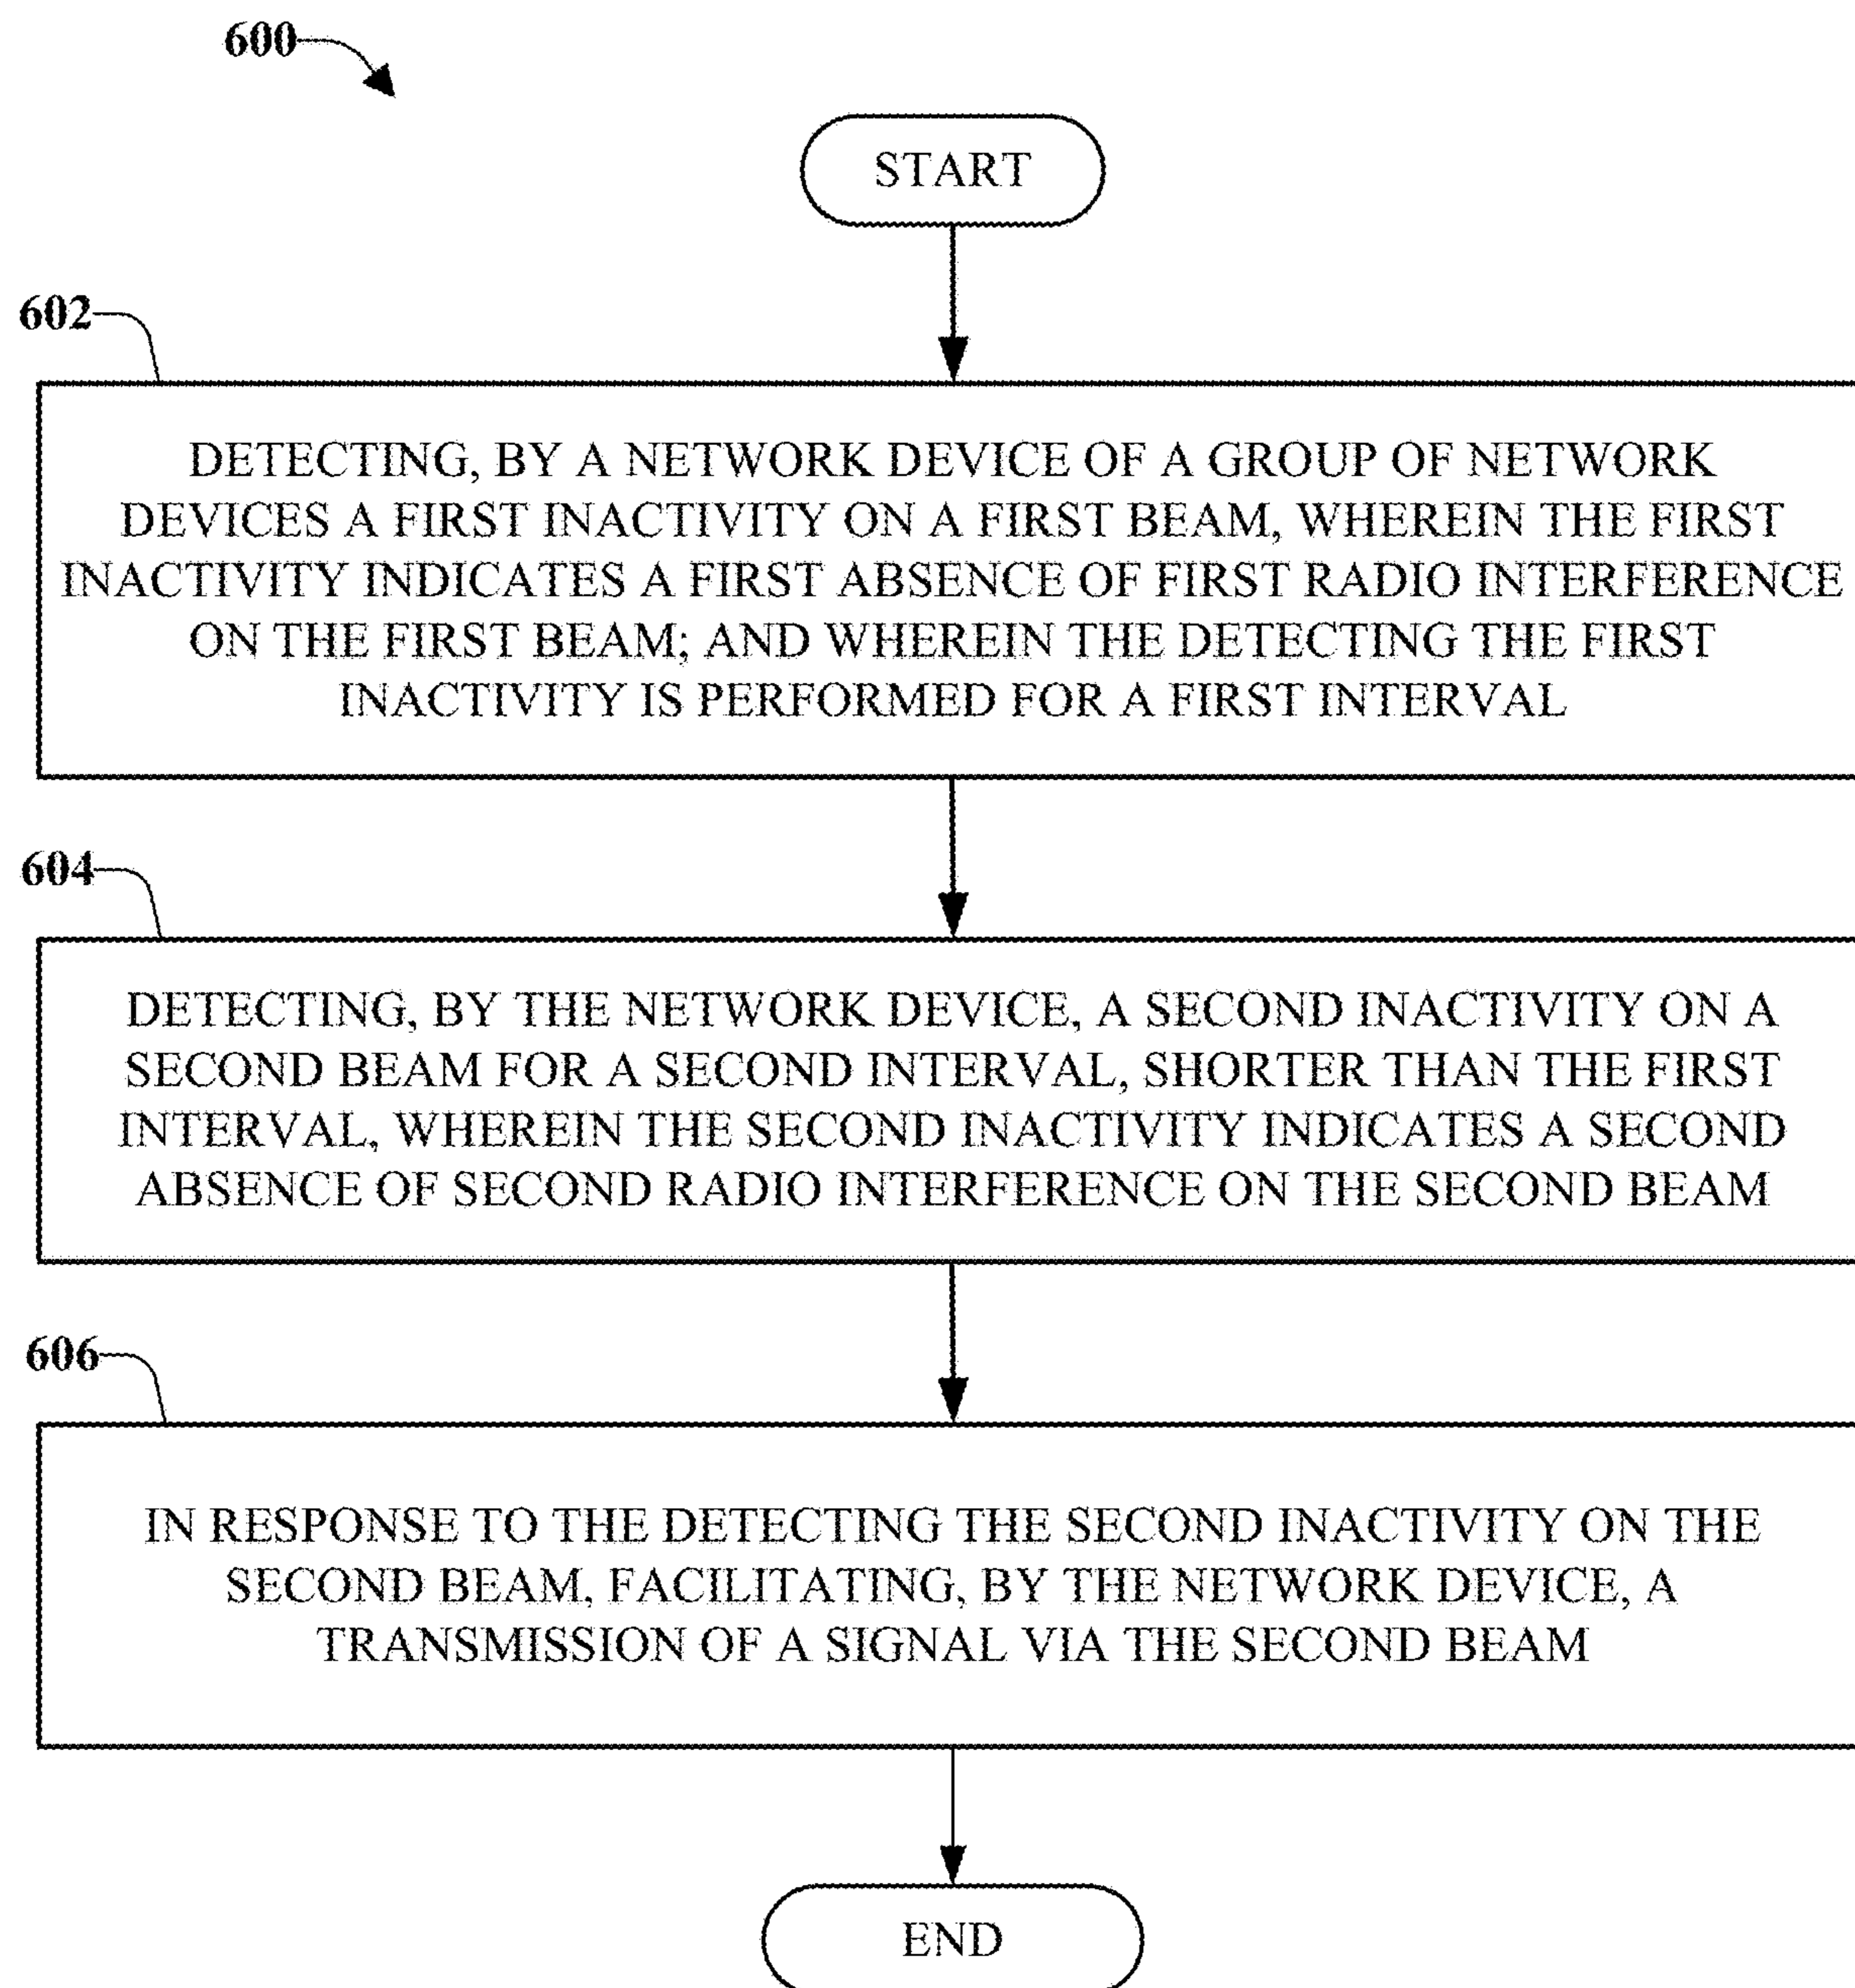 600
START
602
DETECTING, BY A NETWORK DEVICE OF A GROUP OF NETWORK
DEVICES A FIRST INACTIVITY ON A FIRST BEAM, WHEREIN THE FIRST
INACTIVITY INDICATES A FIRST ABSENCE OF FIRST RADIO INTERFERENCE
ON THE FIRST BEAM; AND WHEREIN THE DETECTING THE FIRST
INACTIVITY IS PERFORMED FOR A FIRST INTERVAL
604
DETECTING, BY THE NETWORK DEVICE, A SECOND INACTIVITY ON A
SECOND BEAM FOR A SECOND INTERVAL, SHORTER THAN THE FIRST
INTERVAL, WHEREIN THE SECOND INACTIVITY INDICATES A SECOND
ABSENCE OF SECOND RADIO INTERFERENCE ON THE SECOND BEAM
606
IN RESPONSE TO THE DETECTING THE SECOND INACTIVITY ON THE
SECOND BEAM, FACILITATING, BY THE NETWORK DEVICE, A
TRANSMISSION OF A SIGNAL VIA THE SECOND BEAM
END